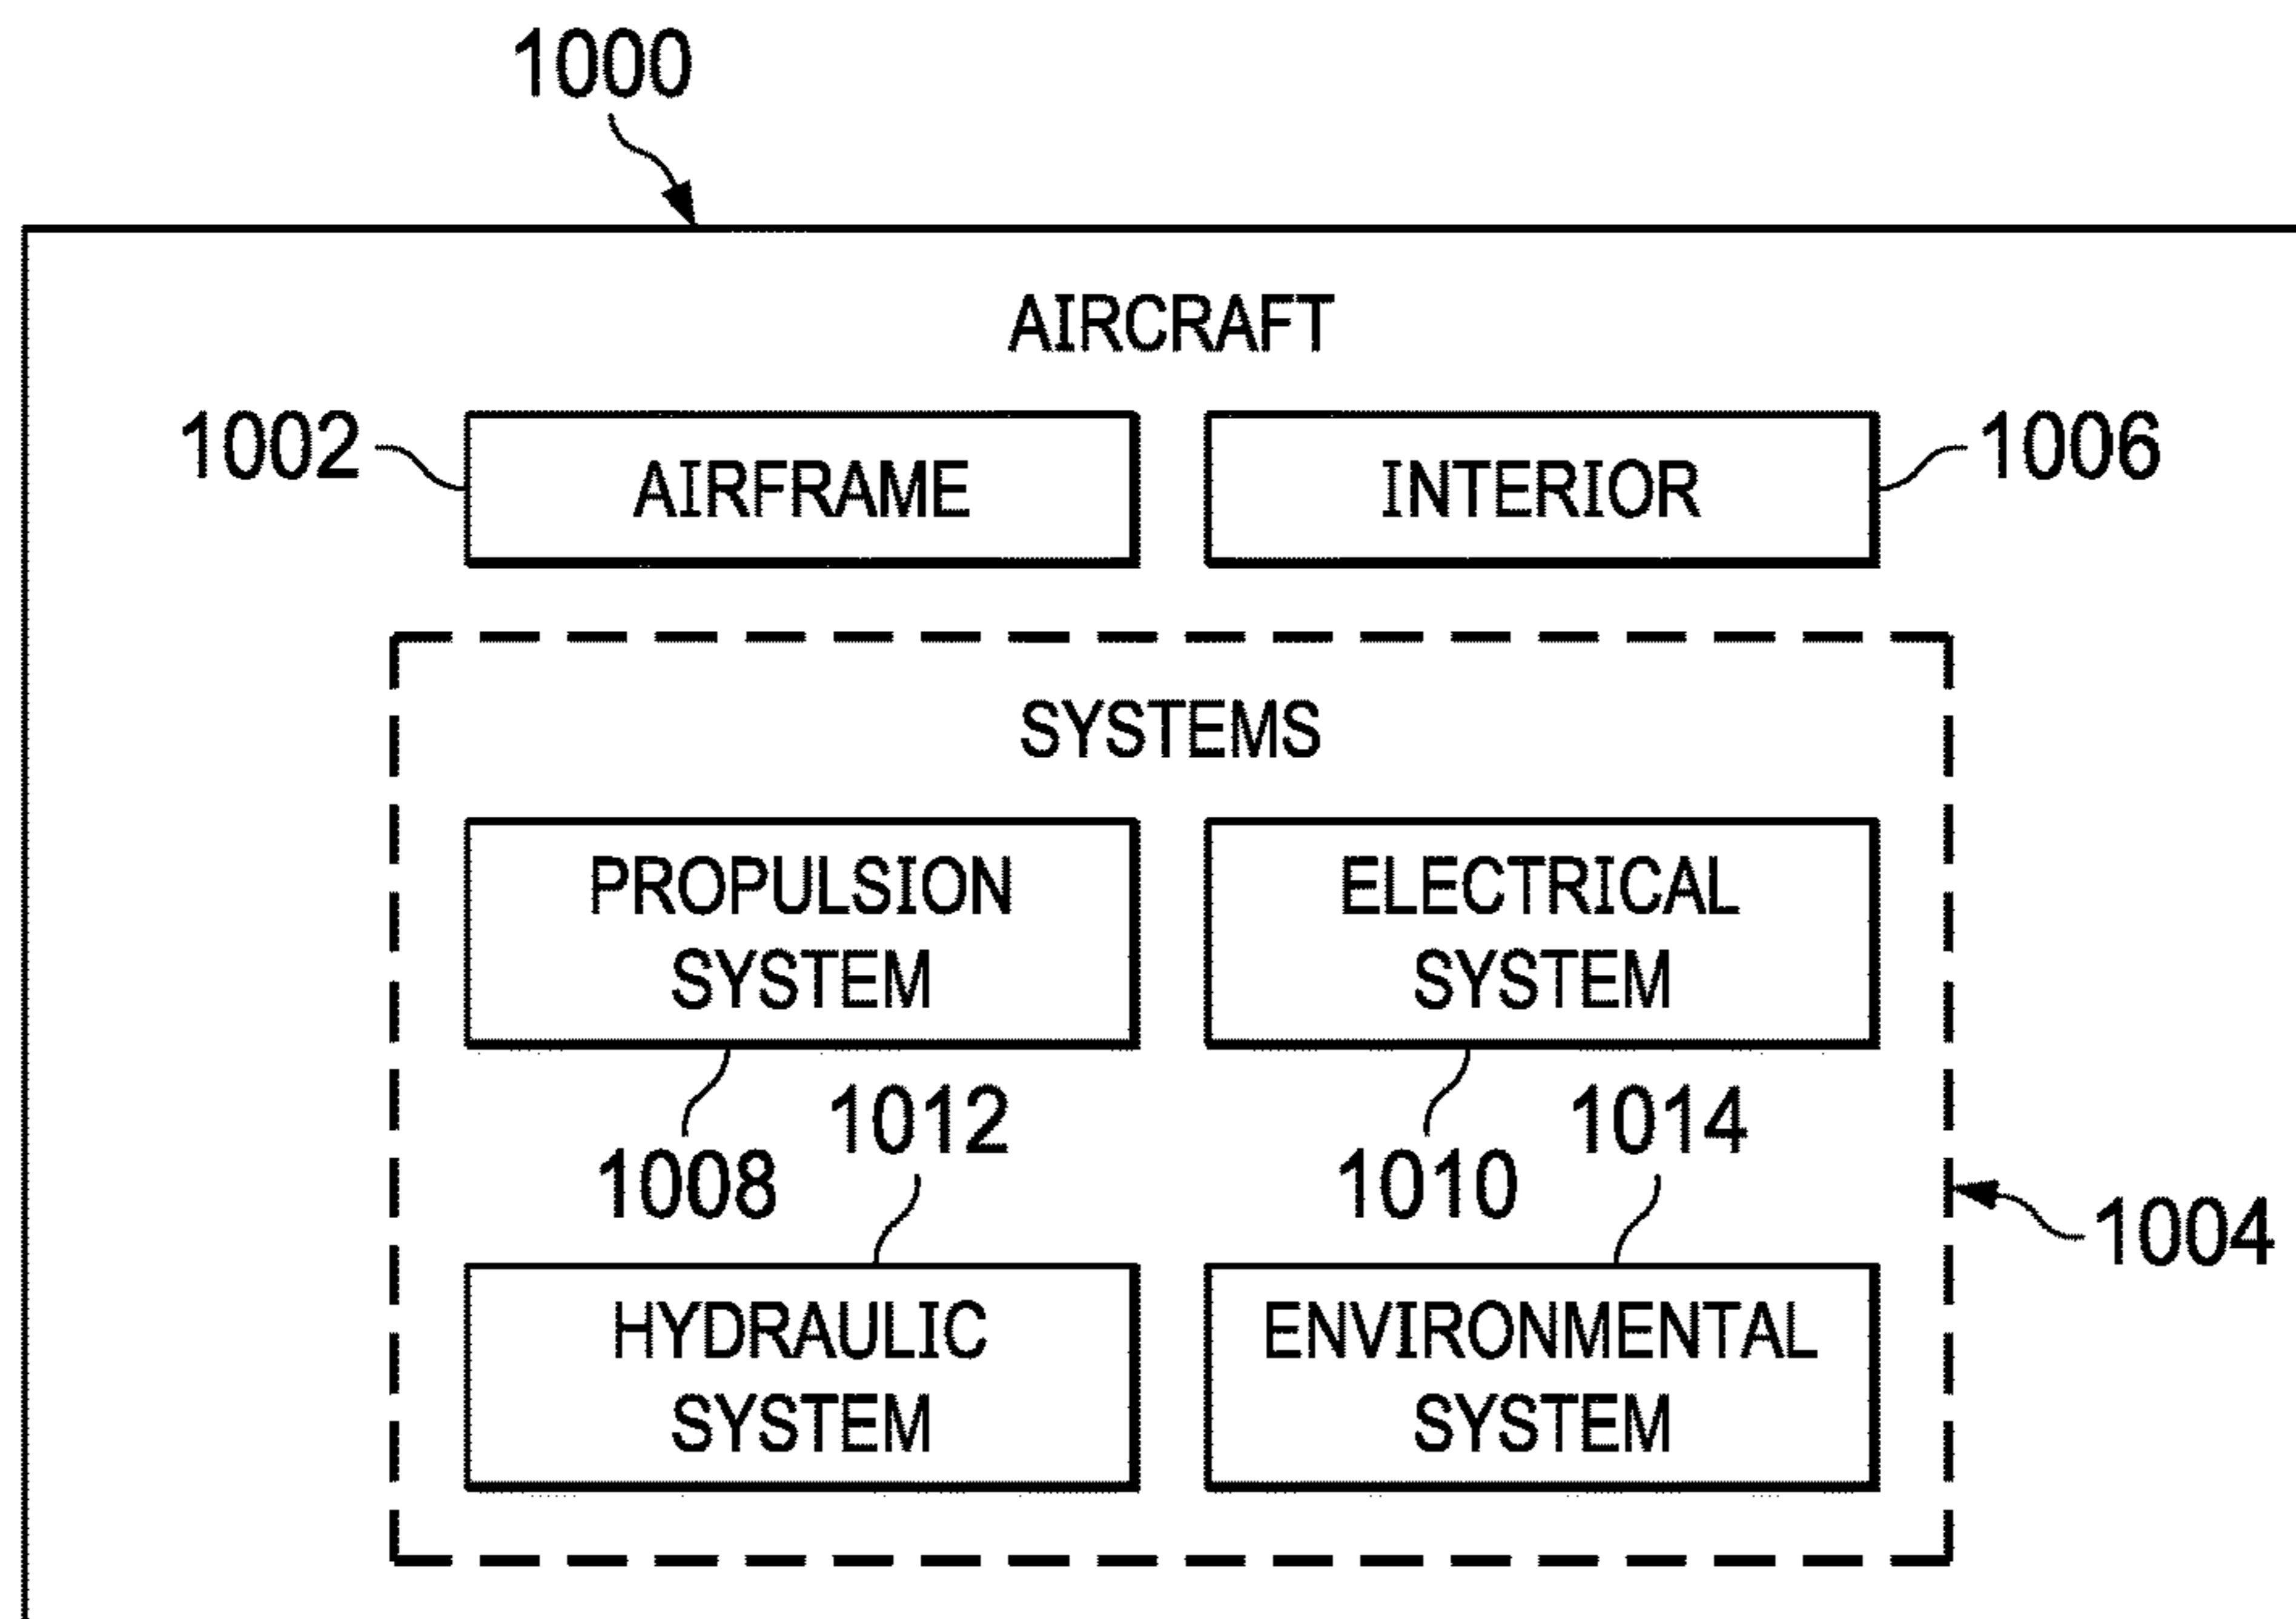 1000
AIRCRAFT
1002
AIRFRAME
INTERIOR
1006
SYSTEMS
PROPULSION
SYSTEM
ELECTRICAL
SYSTEM
1008
1012
1010
1014
1004
HYDRAULIC
SYSTEM
ENVIRONMENTAL
SYSTEM